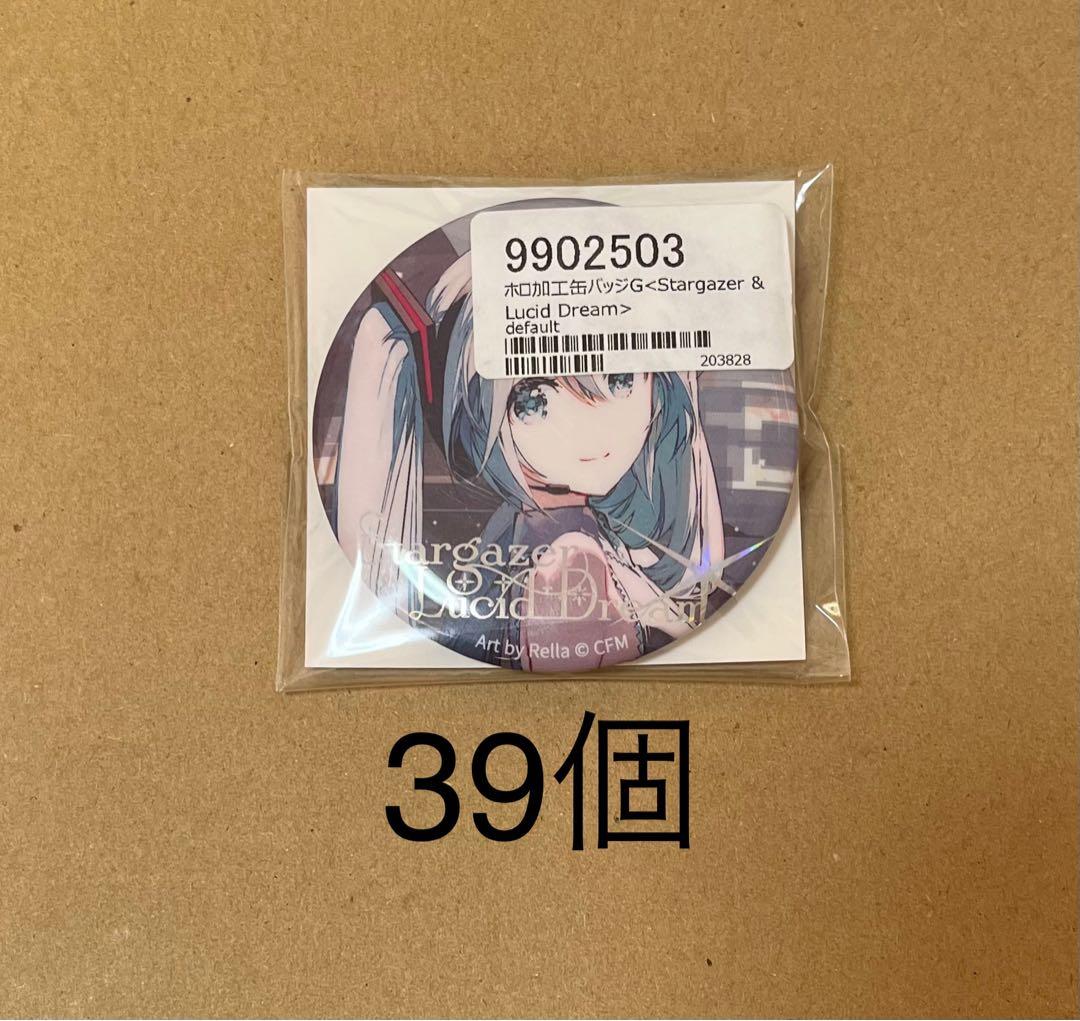 9902503
ホロ加工缶バッジG<Stargazer &
Lucid Dream>
default
203828
Stargazer
& Lucid Dream
Art by Rella © CFM
39個